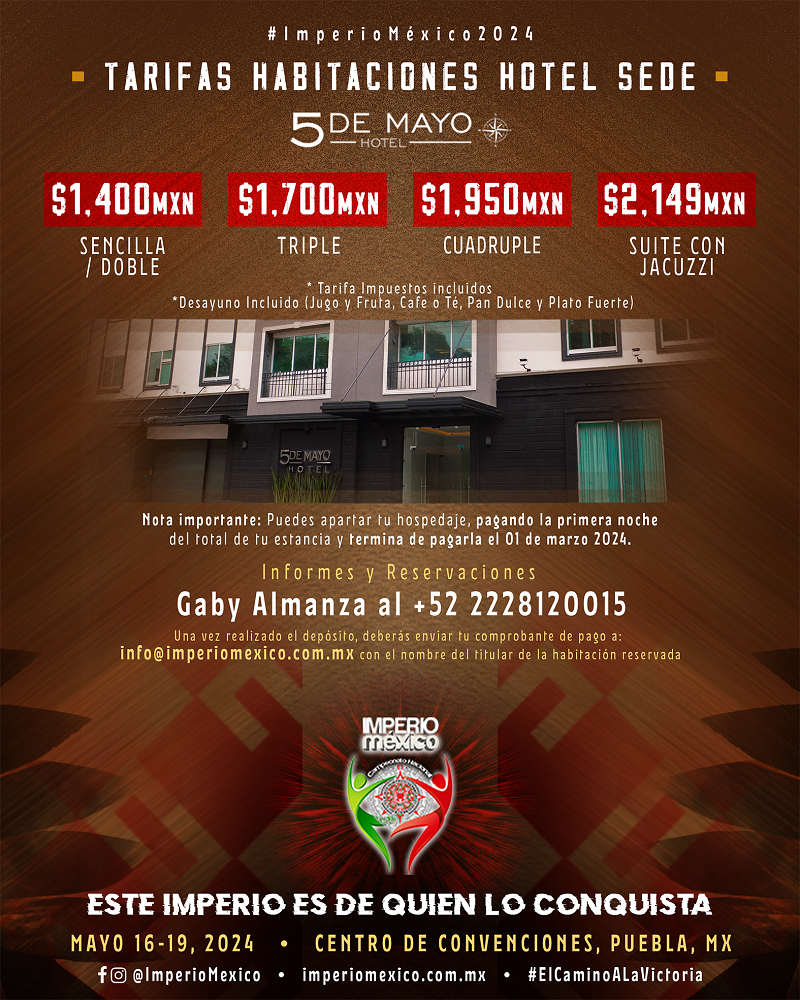 #ImperioMéxico2024
TARIFAS HABITACIONES HOTEL SEDE
5 DE MAYO
HOTEL
$1,400MXN
SENCILLA
/ DOBLE
$1,700MXN
TRIPLE
$1,950MXN
CUADRUPLE
$2,149MXN
SUITE CON
JACUZZI
* Tarifa Impuestos incluidos
*Desayuno Incluido (Jugo y Fruta, Cafe o Té, Pan Dulce y Plato Fuerte)
5 DE MAYO
HOTEL
Nota importante: Puedes apartar tu hospedaje, pagando la primera noche
del total de tu estancia y termina de pagarla el 01 de marzo 2024.
Informes y Reservaciones
Gaby Almanza al +52 2228120015
Una vez realizado el depósito, deberás enviar tu comprobante de pago a:
info@imperiomexico.com.mx con el nombre del titular de la habitación reservada
IMPERIO
méxico
Campeonato Nacional
ESTE IMPERIO ES DE QUIEN LO CONQUISTA
MAYO 16-19, 2024 • CENTRO DE CONVENCIONES, PUEBLA, MX
@ImperioMexico • imperiomexico.com.mx • #ElCaminoALaVictoria